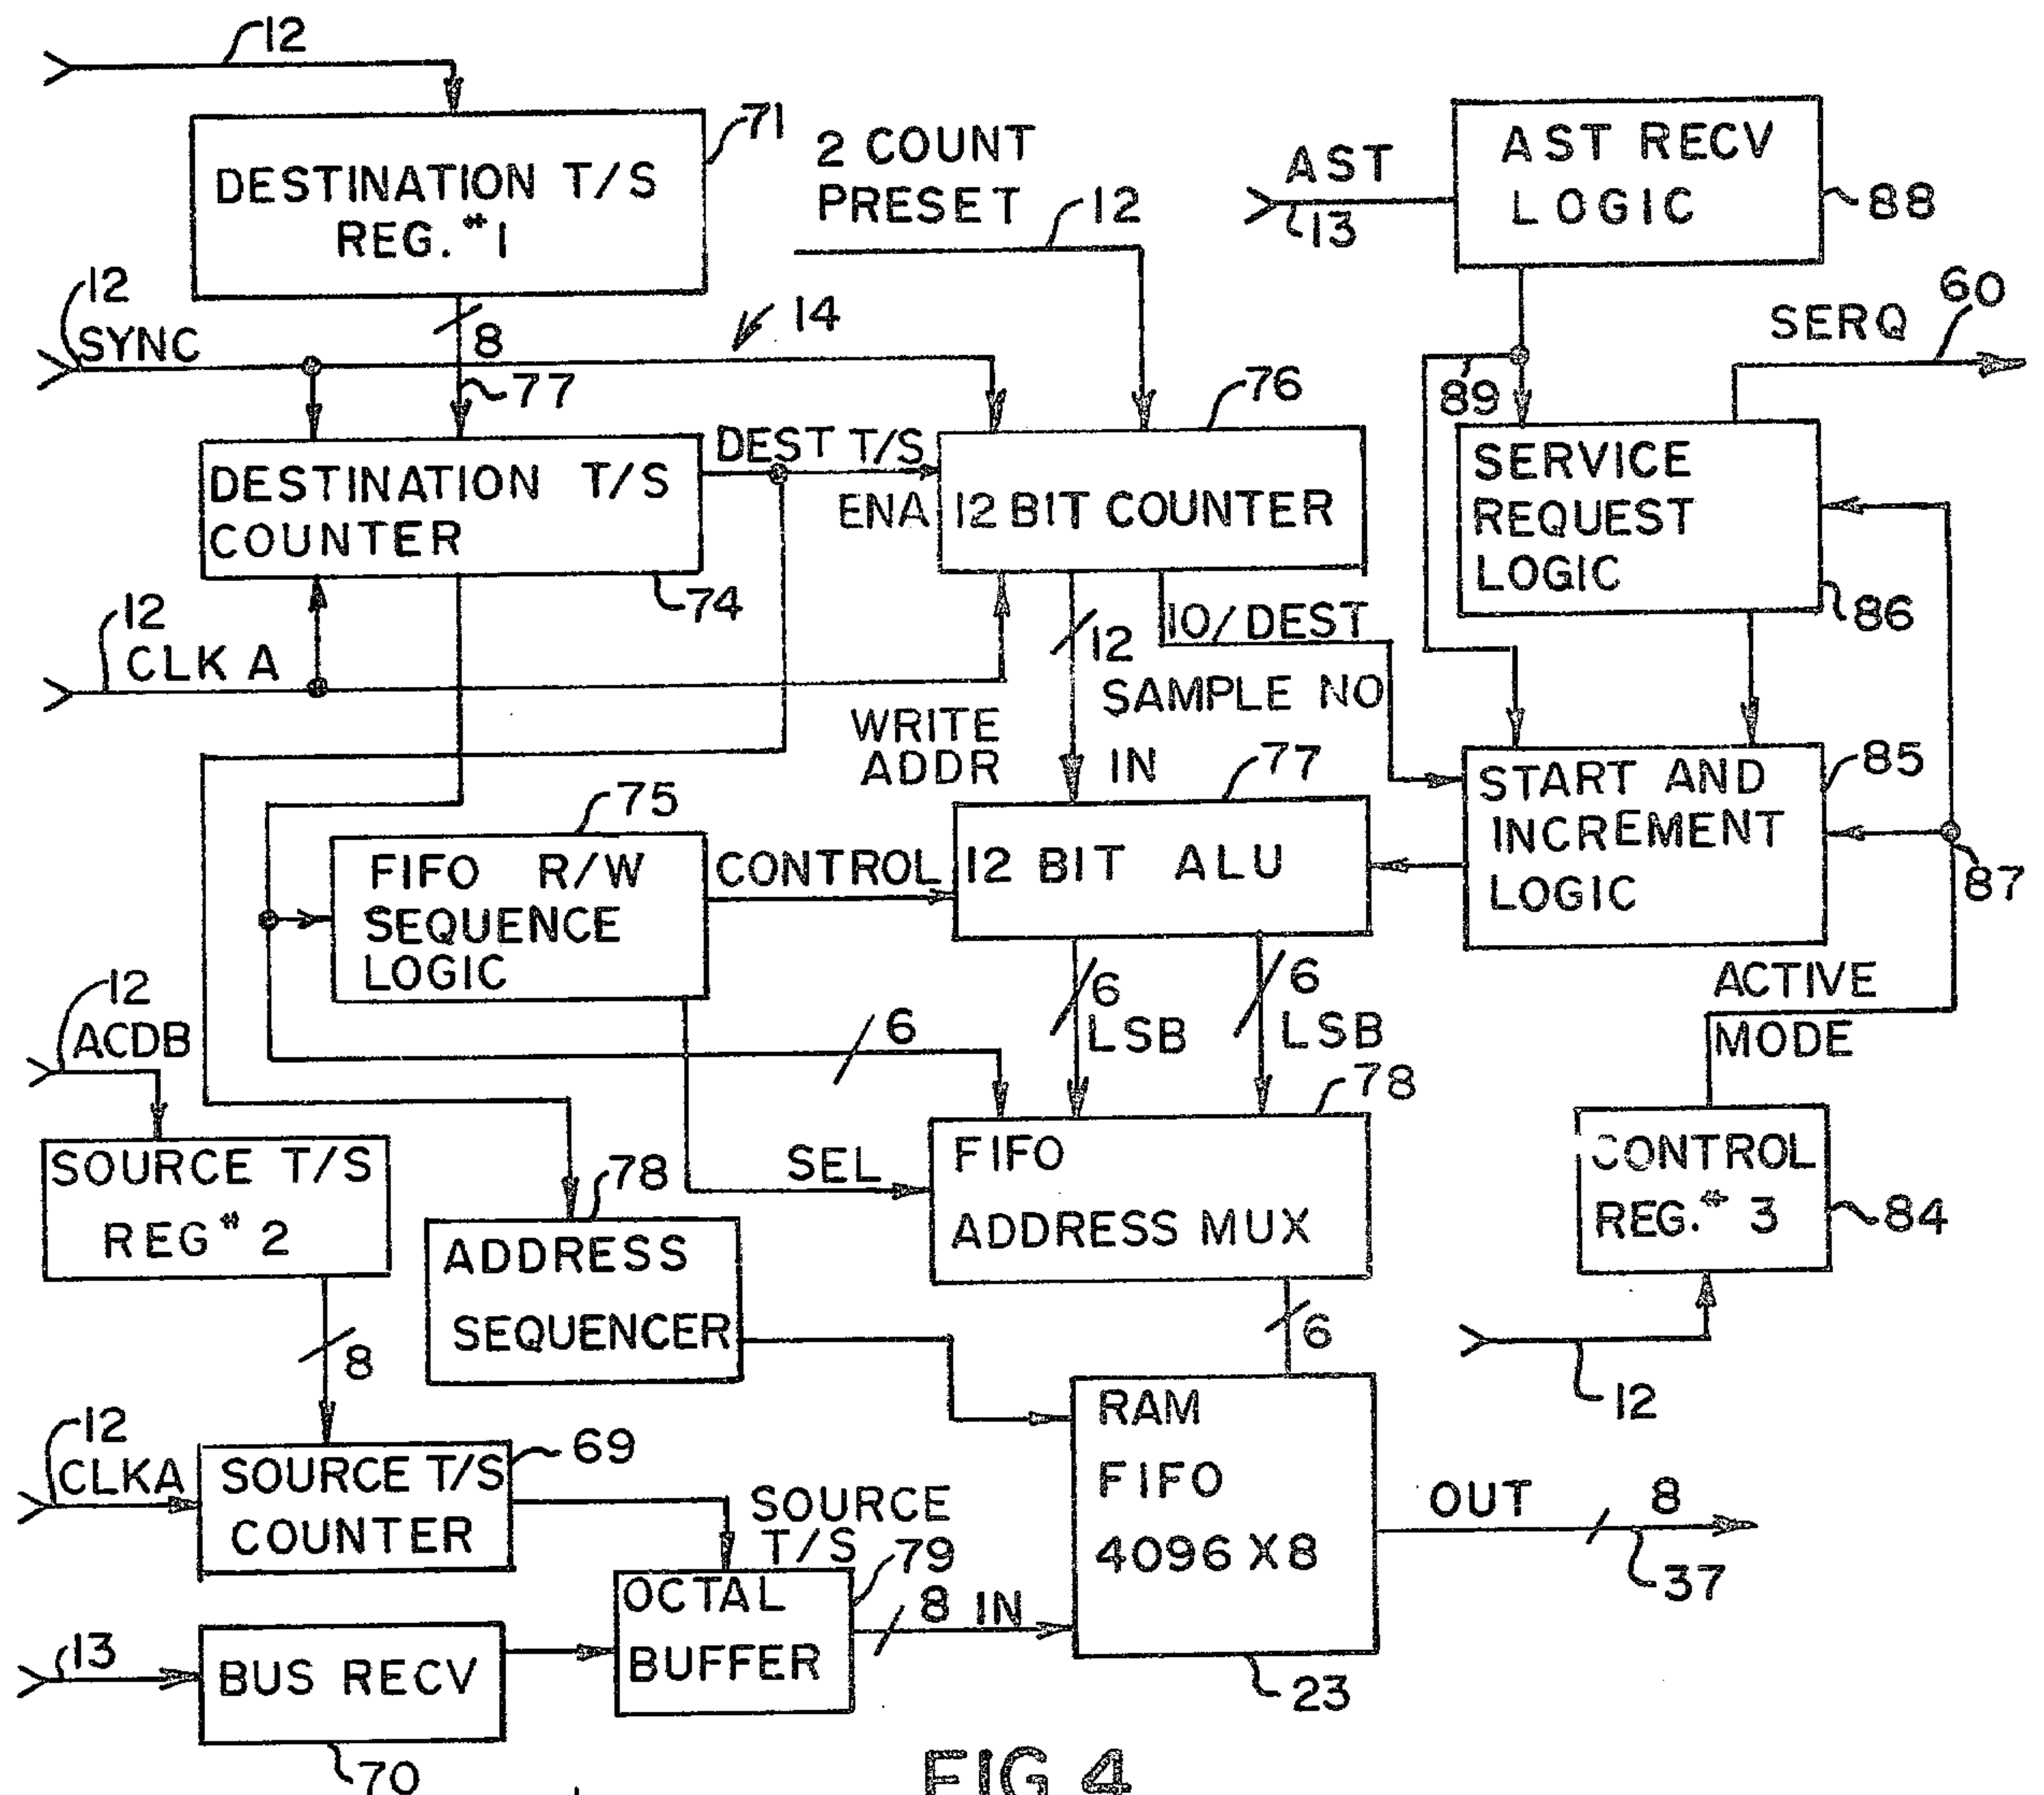 12
DESTINATION T/S
REG. #1
71
2 COUNT
PRESET
12
AST
13
AST RECV
LOGIC
88
12
SYNC
8
77
14
76
89
SERQ
60
DESTINATION T/S
COUNTER
74
DEST T/S
ENA
12 BIT COUNTER
SERVICE
REQUEST
LOGIC
86
12
CLK A
12
10/DEST
SAMPLE NO
WRITE
ADDR
IN
77
START AND
INCREMENT
LOGIC
85
87
75
FIFO R/W
SEQUENCE
LOGIC
CONTROL
12 BIT ALU
6
LSB
6
LSB
ACTIVE
MODE
12
ACDB
6
78
SOURCE T/S
REG # 2
78
SEL
FIFO
ADDRESS MUX
CONTROL
REG. # 3
84
12
ADDRESS
SEQUENCER
8
6
12
CLKA
SOURCE T/S
COUNTER
69
SOURCE
T/S
RAM
FIFO
4096 X 8
23
OUT
8
37
13
BUS RECV
70
OCTAL
BUFFER
79
8 IN
FIG 4